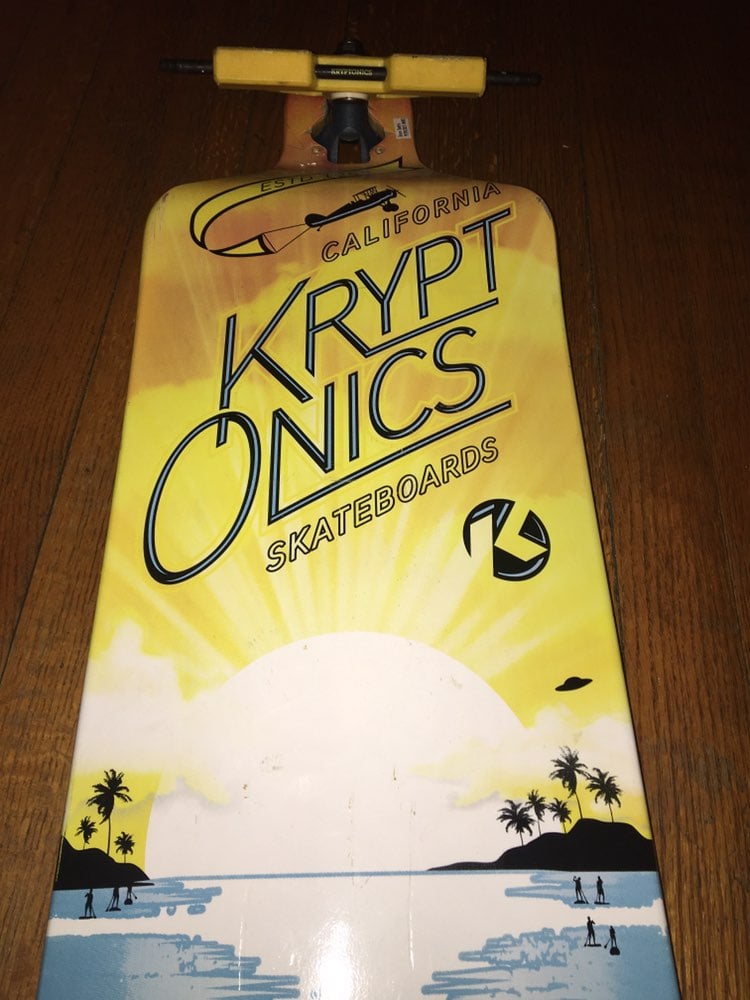 KRYPTONICS
CALIFORNIA
KRYPT
ONICS
SKATEBOARDS
K